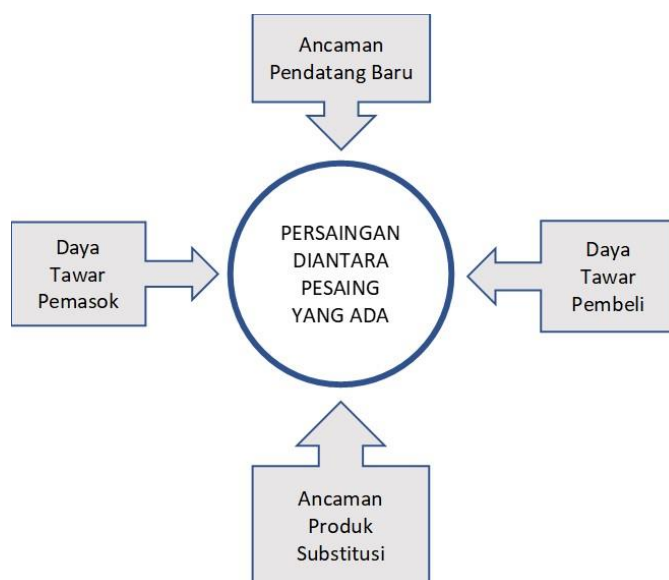 Ancaman
Pendatang Baru
Daya
Tawar
Pemasok
PERSAINGAN
DIANTARA
PESAING
YANG ADA
Daya
Tawar
Pembeli
Ancaman
Produk
Substitusi